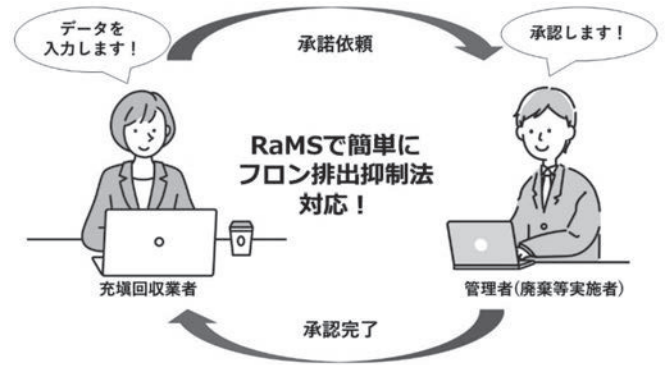 データを
入力します！
承諾依頼
承認します！
RaMSで簡単に
フロン排出抑制法
対応！
充塡回収業者
管理者(廃棄等実施者)
承認完了